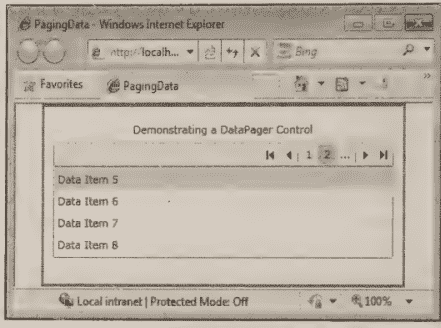 PagingData - Windows Internet Explorer
http://localh... Bing
Favorites PagingData
Demonstrating a DataPager Control
1 2 ...
Data Item 5
Data Item 6
Data Item 7
Data Item 8
Local intranet | Protected Mode: Off 100%